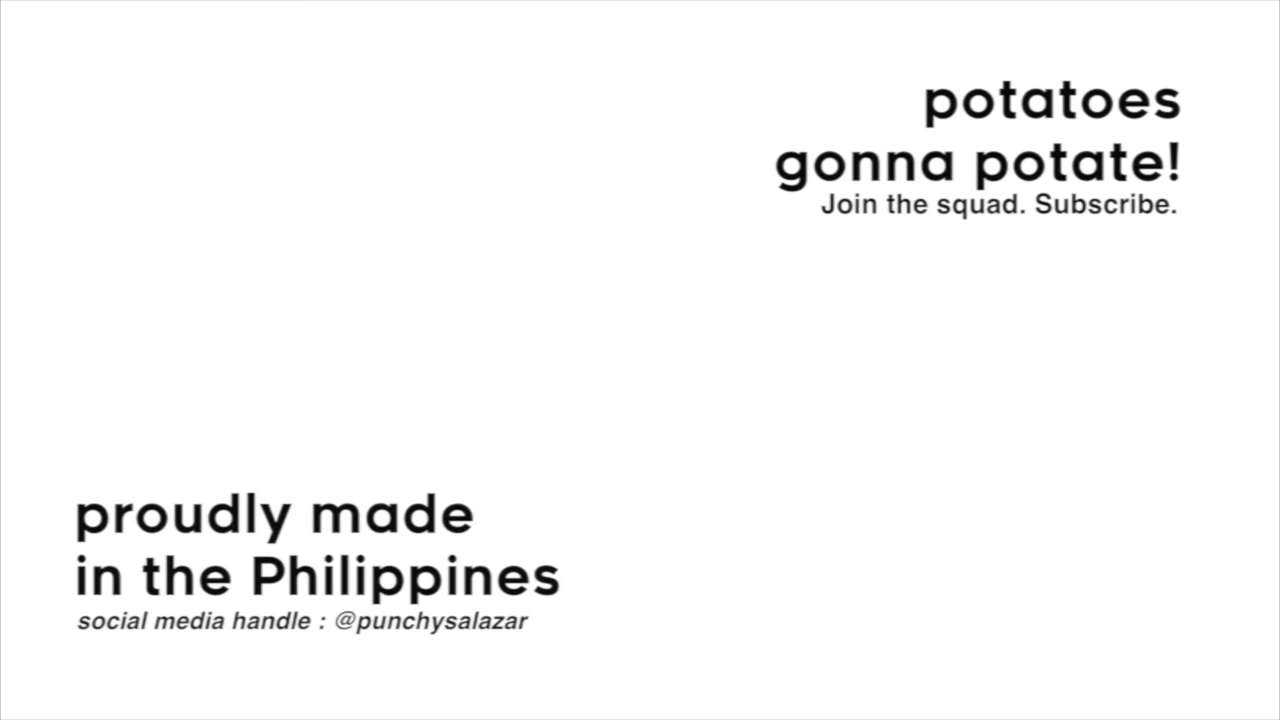 potatoes
gonna potate!
Join the squad. Subscribe.
proudly made
in the Philippines
social media handle : @punchysalazar